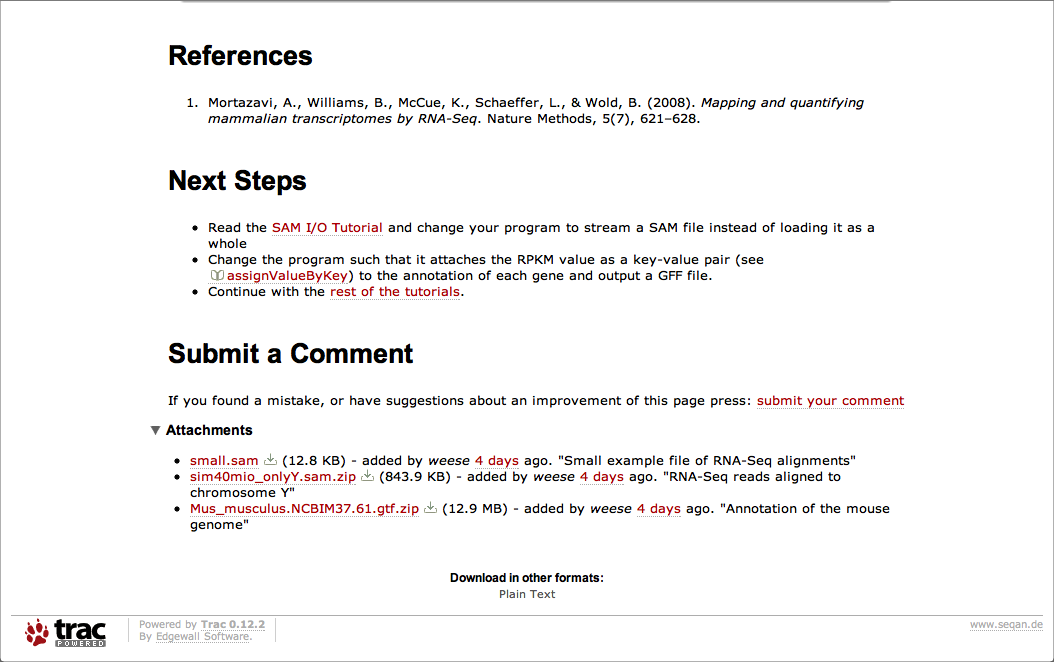 References
1. Mortazavi, A., Williams, B., McCue, K., Schaeffer, L., & Wold, B. (2008). Mapping and quantifying
mammalian transcriptomes by RNA-Seq. Nature Methods, 5(7), 621–628.
Next Steps
• Read the SAM I/O Tutorial and change your program to stream a SAM file instead of loading it as a
whole
• Change the program such that it attaches the RPKM value as a key-value pair (see
assignValueByKey) to the annotation of each gene and output a GFF file.
• Continue with the rest of the tutorials.
Submit a Comment
If you found a mistake, or have suggestions about an improvement of this page press: submit your comment
▼ Attachments
• small.sam (12.8 KB) - added by weese 4 days ago. "Small example file of RNA-Seq alignments"
• sim40mio_onlyY.sam.zip (843.9 KB) - added by weese 4 days ago. "RNA-Seq reads aligned to
chromosome Y"
• Mus_musculus.NCBIM37.61.gtf.zip (12.9 MB) - added by weese 4 days ago. "Annotation of the mouse
genome"
Download in other formats:
Plain Text
trac
POWERED
Powered by Trac 0.12.2
By Edgewall Software.
www.seqan.de